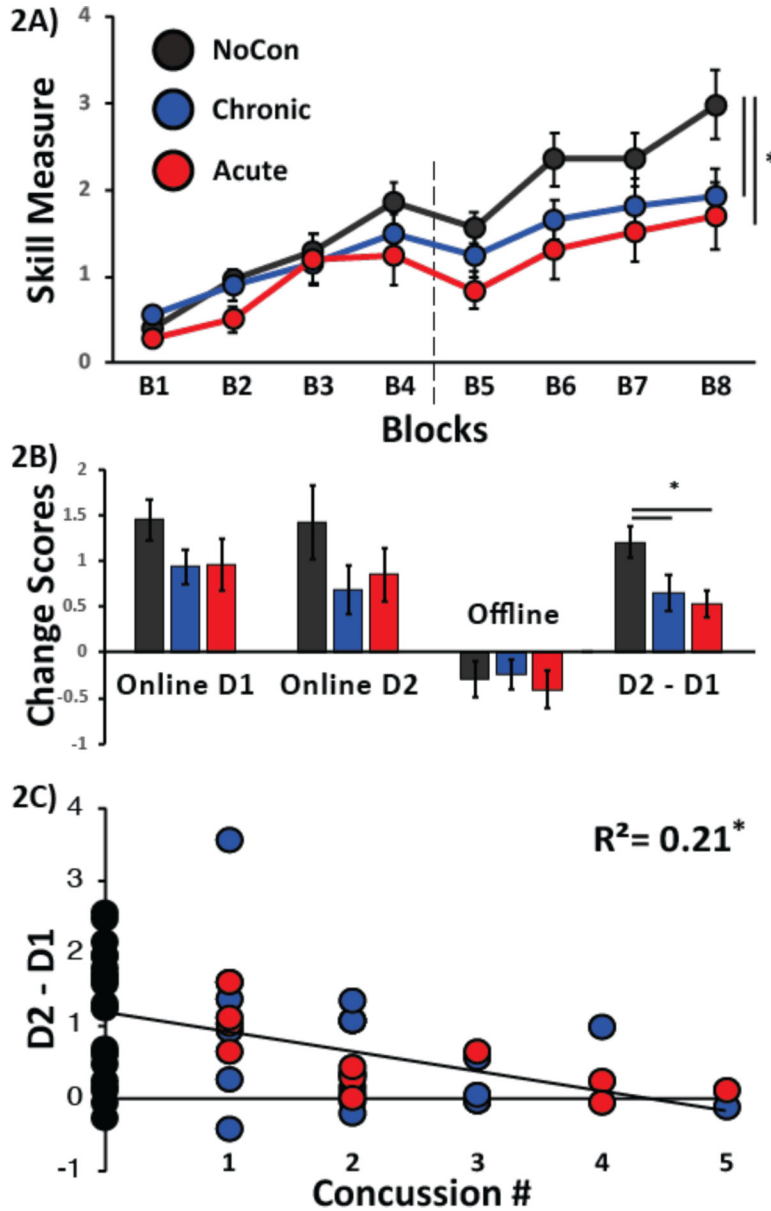 2A)
4
3
2
1
0
Skill Measure
NoCon
Chronic
Acute
*
B1 B2 B3 B4 B5 B6 B7 B8
Blocks
2B)
2
1.5
1
0.5
0
-0.5
-1
Change Scores
*
Offline
Online D1 Online D2 D2 - D1
2C)
4
3
2
1
0
-1
D2 - D1
R²= 0.21*
1 2 3 4 5
Concussion #